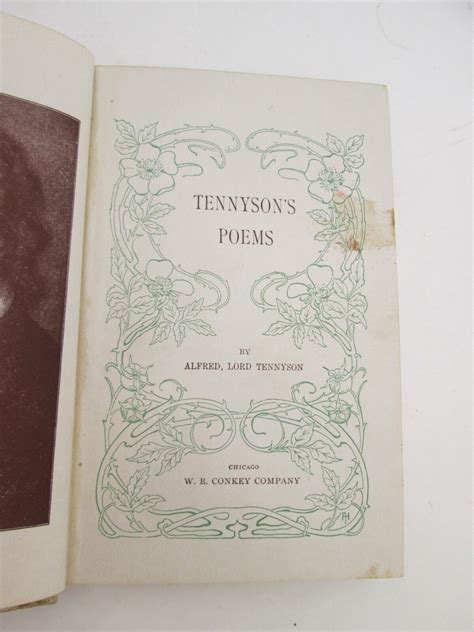 TENNYSON'S
POEMS
BY
ALFRED, LORD TENNYSON
CHICAGO
W. B. CONKEY COMPANY